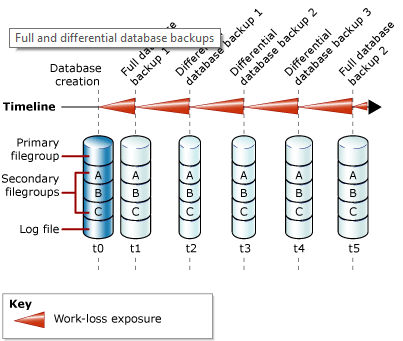 Full and differential database backups
Database
creation
Full database
backup 1
Differential
database backup 1
Differential
database backup 2
Differential
database backup 3
Full database
backup 2
Timeline
Primary
filegroup
Secondary
filegroups
Log file
A
B
C
A
B
C
A
B
C
A
B
C
A
B
C
A
B
C
t0 t1 t2 t3 t4 t5
Key
Work-loss exposure